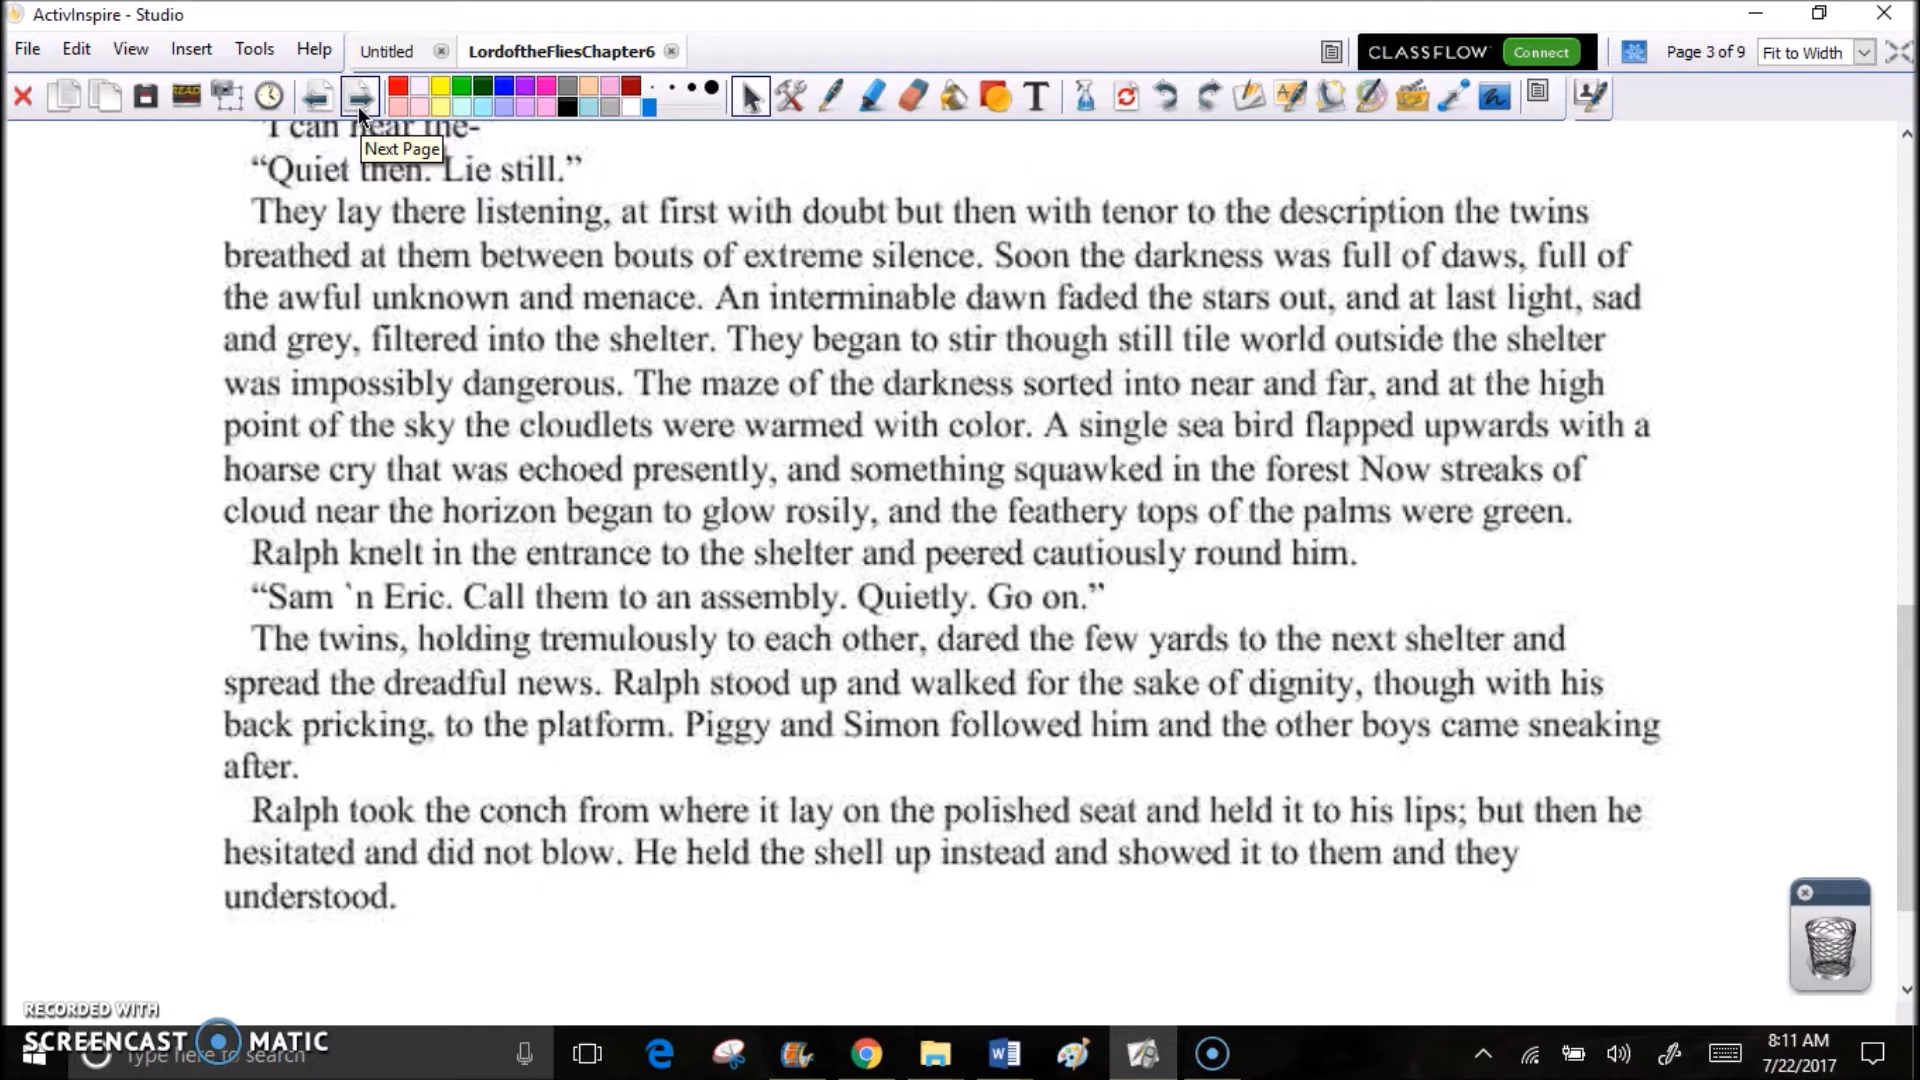 ActivInspire - Studio
File Edit View Insert Tools Help Untitled LordoftheFliesChapter6 CLASSFLOW Connect Page 3 of 9 Fit to Width
"I can hear the-
Next Page
“Quiet then. Lie still.”
They lay there listening, at first with doubt but then with tenor to the description the twins
breathed at them between bouts of extreme silence. Soon the darkness was full of daws, full of
the awful unknown and menace. An interminable dawn faded the stars out, and at last light, sad
and grey, filtered into the shelter. They began to stir though still tile world outside the shelter
was impossibly dangerous. The maze of the darkness sorted into near and far, and at the high
point of the sky the cloudlets were warmed with color. A single sea bird flapped upwards with a
hoarse cry that was echoed presently, and something squawked in the forest Now streaks of
cloud near the horizon began to glow rosily, and the feathery tops of the palms were green.
Ralph knelt in the entrance to the shelter and peered cautiously round him.
“Sam `n Eric. Call them to an assembly. Quietly. Go on.”
The twins, holding tremulously to each other, dared the few yards to the next shelter and
spread the dreadful news. Ralph stood up and walked for the sake of dignity, though with his
back pricking, to the platform. Piggy and Simon followed him and the other boys came sneaking
after.
Ralph took the conch from where it lay on the polished seat and held it to his lips; but then he
hesitated and did not blow. He held the shell up instead and showed it to them and they
understood.
RECORDED WITH
SCREENCAST MATIC
Type here to search
8:11 AM
7/22/2017